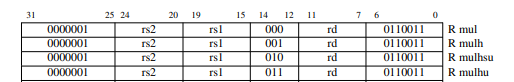 31 25 24 20 19 15 14 12 11 7 6 0
0000001 rs2 rs1 000 rd 0110011 R mul
0000001 rs2 rs1 001 rd 0110011 R mulh
0000001 rs2 rs1 010 rd 0110011 R mulhsu
0000001 rs2 rs1 011 rd 0110011 R mulhu